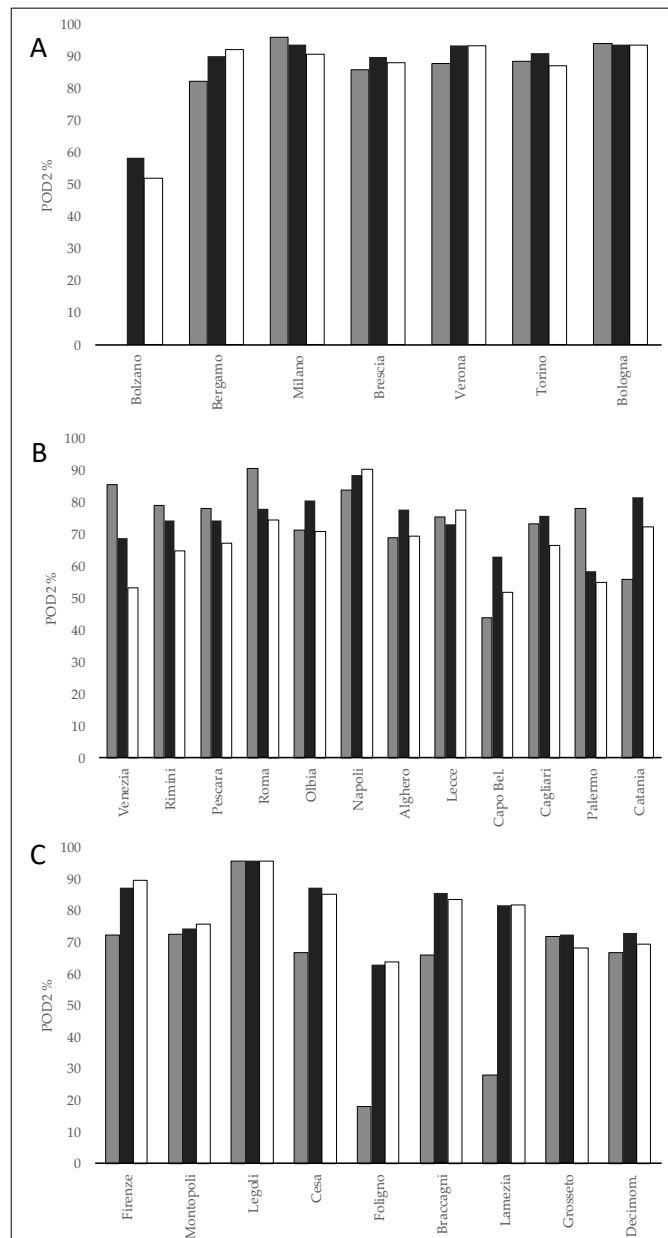 A
100
90
80
70
60
50
40
30
20
10
0
POD2 %
Bolzano
Bergamo
Milano
Brescia
Verona
Torino
Bologna
B
100
90
80
70
60
50
40
30
20
10
0
POD2 %
Venezia
Rimini
Pescara
Roma
Olbia
Napoli
Alghero
Lecce
Capo Bel.
Cagliari
Palermo
Catania
C
100
90
80
70
60
50
40
30
20
10
0
POD2 %
Firenze
Montopoli
Legoli
Cesa
Foligno
Braccagni
Lamezia
Grosseto
Decimom.